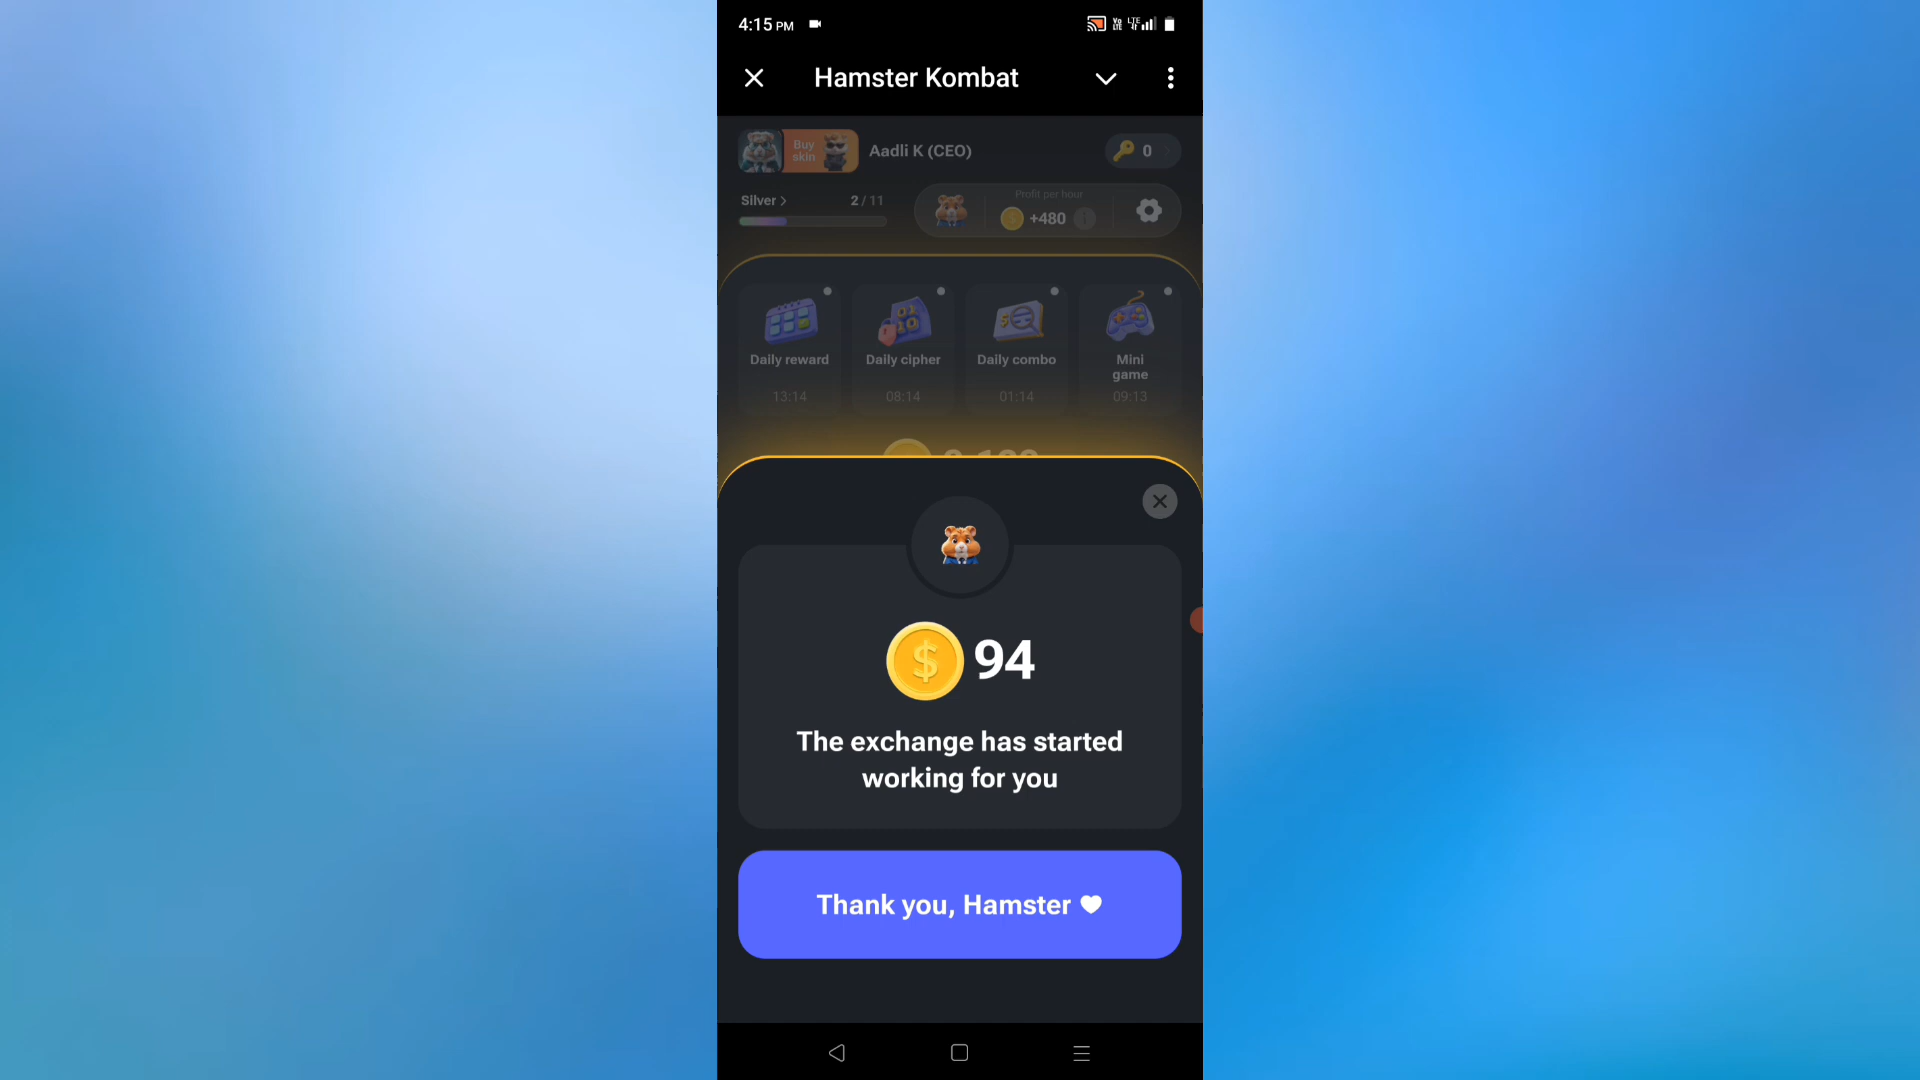 4:15 PM
Hamster Kombat
Buy
skin
Aadli K (CEO)
0
Silver >
2 / 11
Profit per hour
+480
Daily reward
13:14
Daily cipher
08:14
Daily combo
01:14
Mini
game
09:13
94
The exchange has started
working for you
Thank you, Hamster